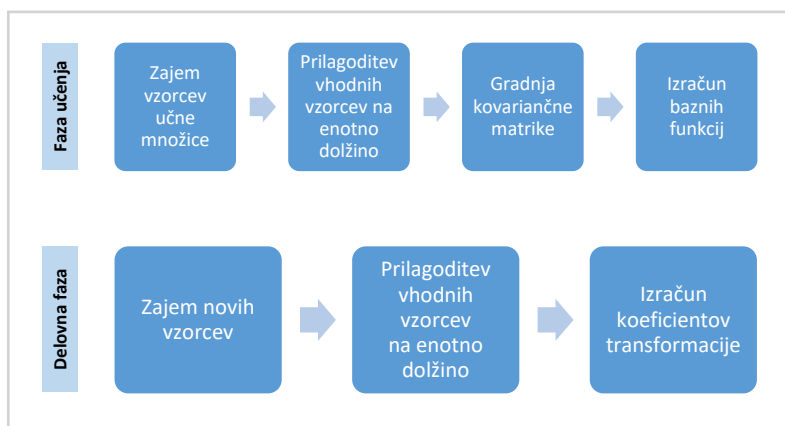 Faza učenja
Zajem
vzorcev
učne
množice
Prilagoditev
vhodnih
vzorcev na
enotno
dolžino
Gradnja
kovariančne
matrike
Izračun
baznih
funkcij
Delovna faza
Zajem novih
vzorcev
Prilagoditev
vhodnih
vzorcev
na enotno
dolžino
Izračun
koeficientov
transformacije